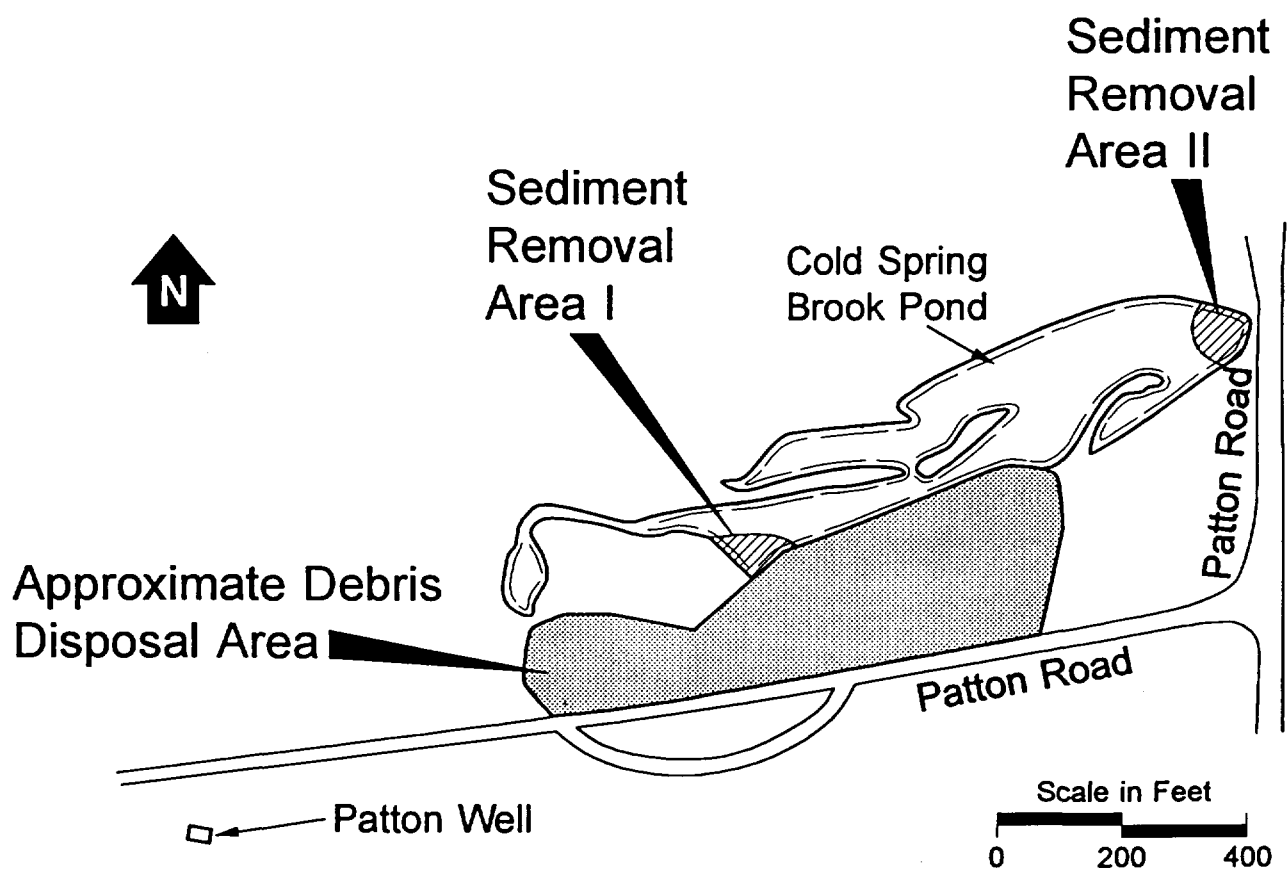 Sediment
Removal
Area II
Sediment
Removal
Area I
Cold Spring
Brook Pond
N
Patton Road
Approximate Debris
Disposal Area
Patton Road
Patton Well
Scale in Feet
0 200 400